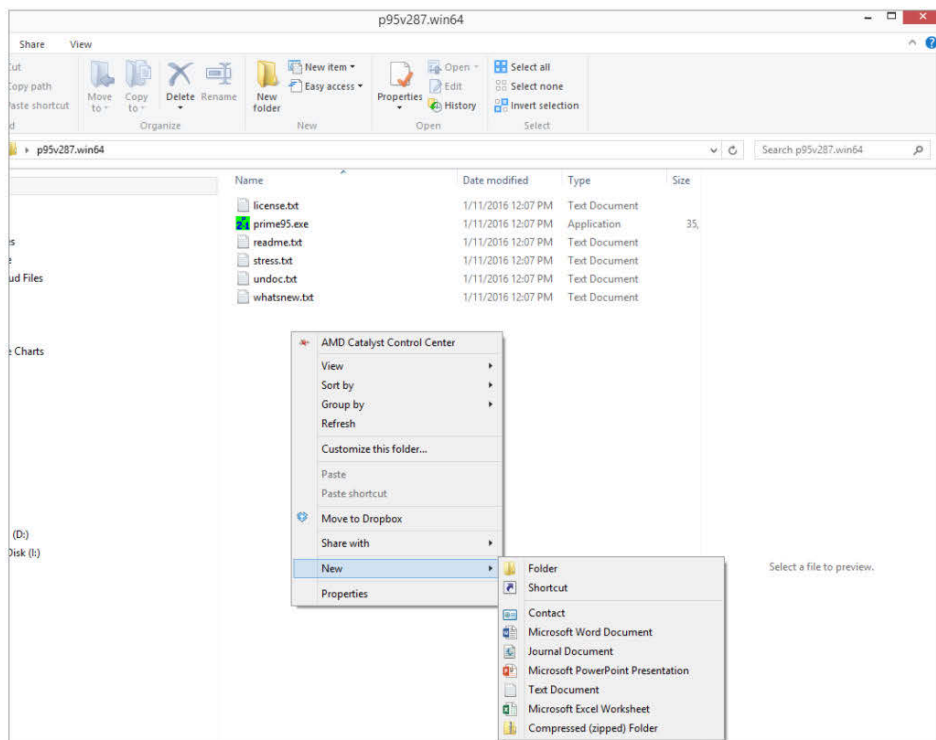 p95v287.win64
Share View
Cut
Copy path
Paste shortcut
Move to
Copy to
Delete
Rename
New folder
New item
Easy access
Properties
Open
Edit
History
Select all
Select none
Invert selection
Organize New Open Select
p95v287.win64
Search p95v287.win64
Name Date modified Type Size
license.txt 1/11/2016 12:07 PM Text Document
prime95.exe 1/11/2016 12:07 PM Application 35,
readme.txt 1/11/2016 12:07 PM Text Document
stress.txt 1/11/2016 12:07 PM Text Document
undoc.txt 1/11/2016 12:07 PM Text Document
whatsnew.txt 1/11/2016 12:07 PM Text Document
ud Files
Charts
(D:)
Disk (I:)
AMD Catalyst Control Center
View
Sort by
Group by
Refresh
Customize this folder...
Paste
Paste shortcut
Move to Dropbox
Share with
New
Properties
Folder
Shortcut
Contact
Microsoft Word Document
Journal Document
Microsoft PowerPoint Presentation
Text Document
Microsoft Excel Worksheet
Compressed (zipped) Folder
Select a file to preview.